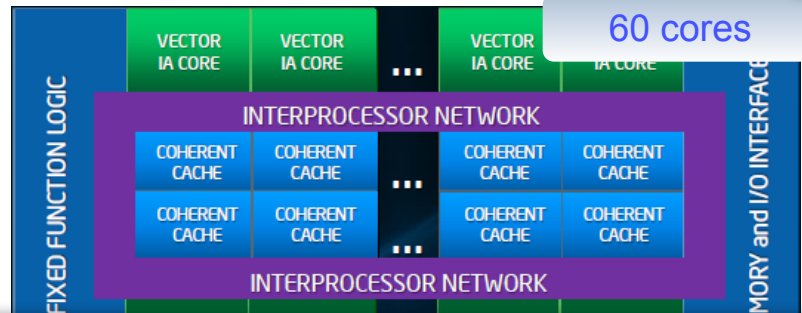 60 cores
VECTOR
IA CORE
VECTOR
IA CORE
...
VECTOR
IA CORE
IA CORE
FIXED FUNCTION LOGIC
INTERPROCESSOR NETWORK
COHERENT
CACHE
COHERENT
CACHE
...
COHERENT
CACHE
COHERENT
CACHE
COHERENT
CACHE
COHERENT
CACHE
...
COHERENT
CACHE
COHERENT
CACHE
INTERPROCESSOR NETWORK
MORY and I/O INTERFACE